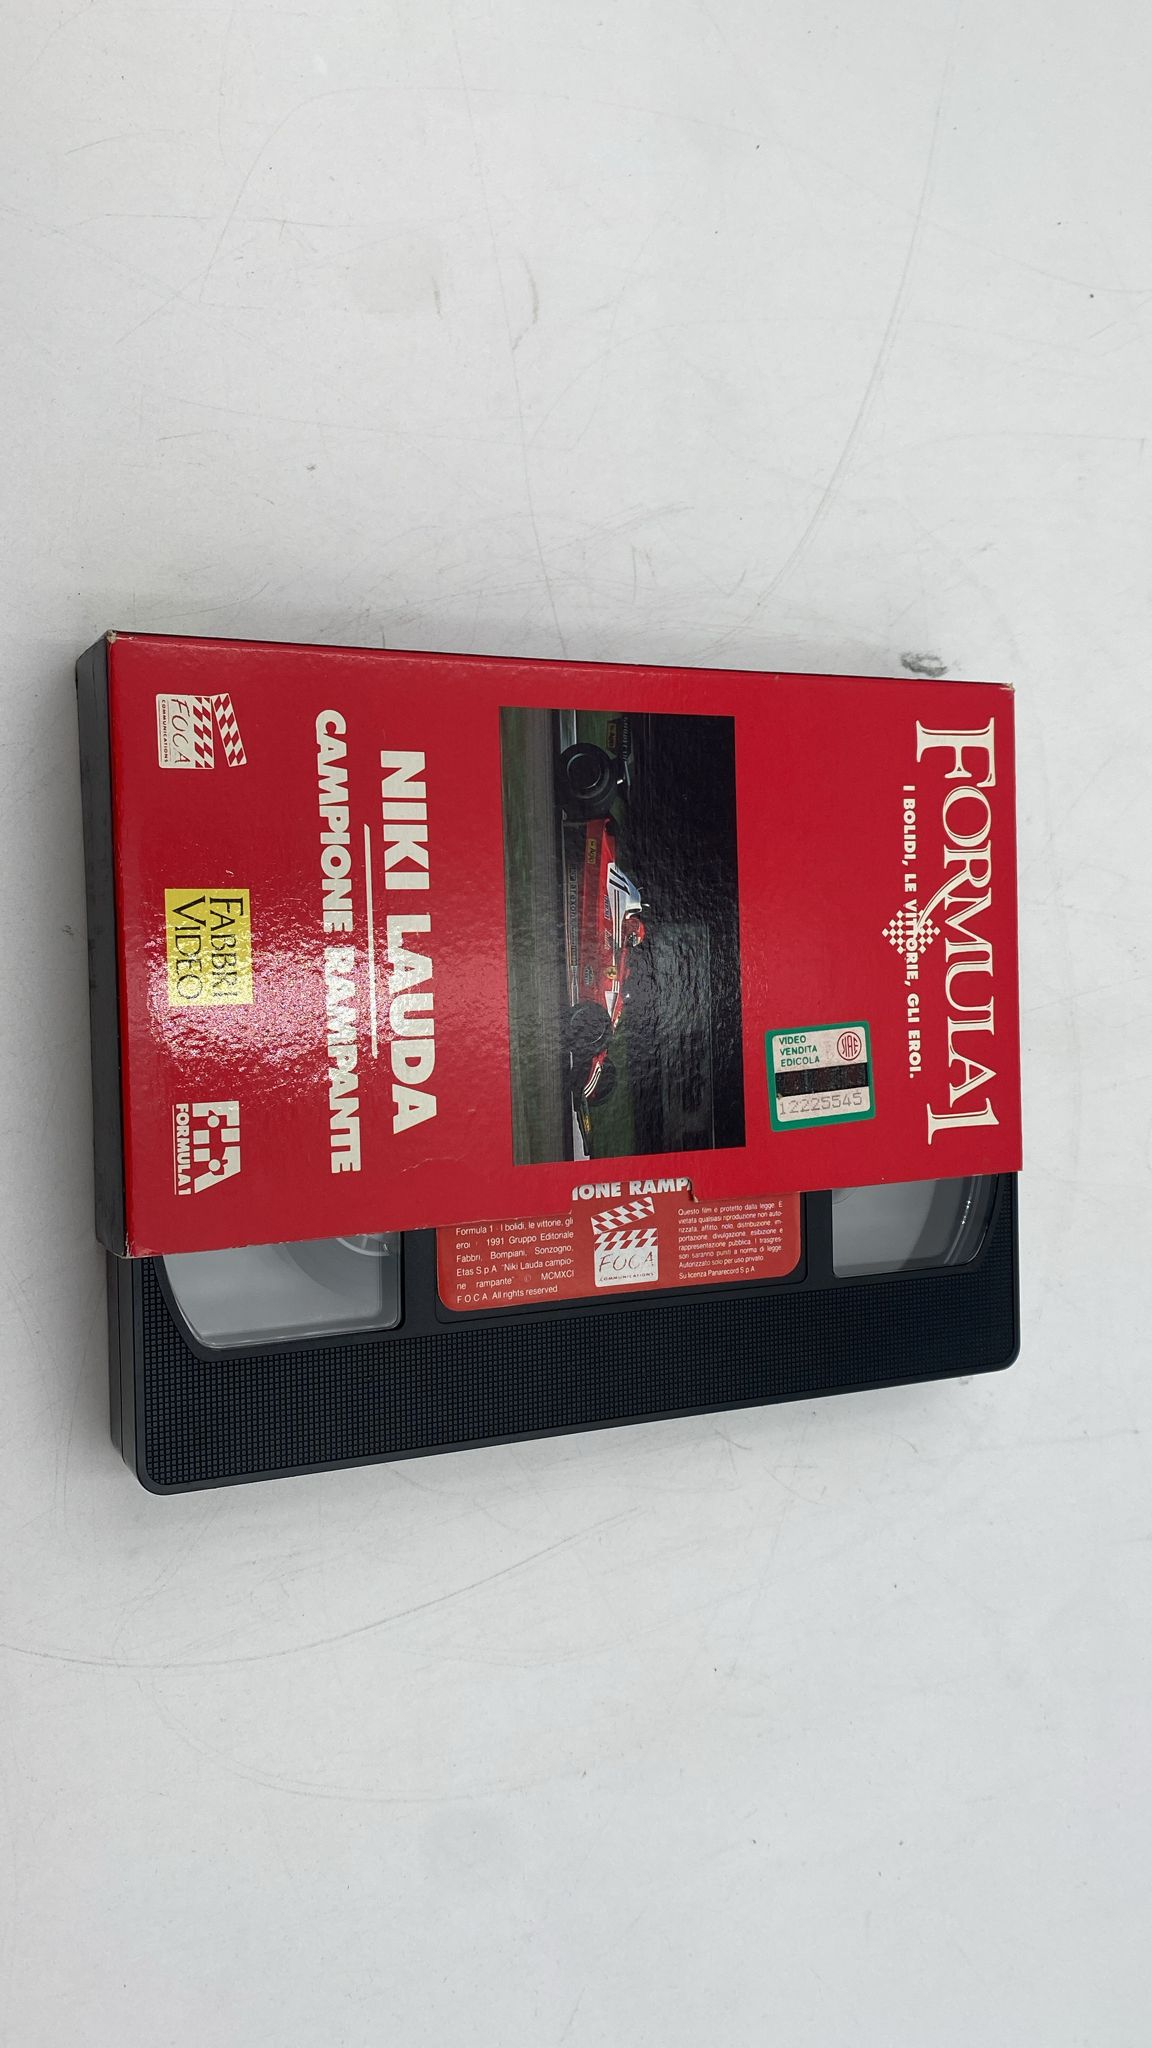 FORMULA 1
I BOLIDI, LE VITTORIE, GLI EROI.
VIDEO
VENDITA
EDICOLA
SIAE
12225545
NIKI LAUDA
CAMPIONE RAMPANTE
FOCA
COMMUNICATIONS
FABBRI
VIDEO
FIA
FORMULA 1
IONE RAMP
Formula 1 - I bolidi, le vittorie, gli
eroi 1991 Gruppo Editoriale
Fabbri, Bompiani, Sonzogno,
Etas S.p.A. "Niki Lauda campio-
ne rampante" © MCMXCI
F O C A All rights reserved
FOCA
COMMUNICATIONS
Questo film è protetto dalla legge. È
vietata qualsiasi riproduzione non auto-
rizzata, affitto, nolo, distribuzione, im-
portazione, divulgazione, esibizione e
rappresentazione pubblica. I trasgres-
sori saranno puniti a norma di legge
Autorizzato solo per uso privato
Su licenza Panarecord S.p.A